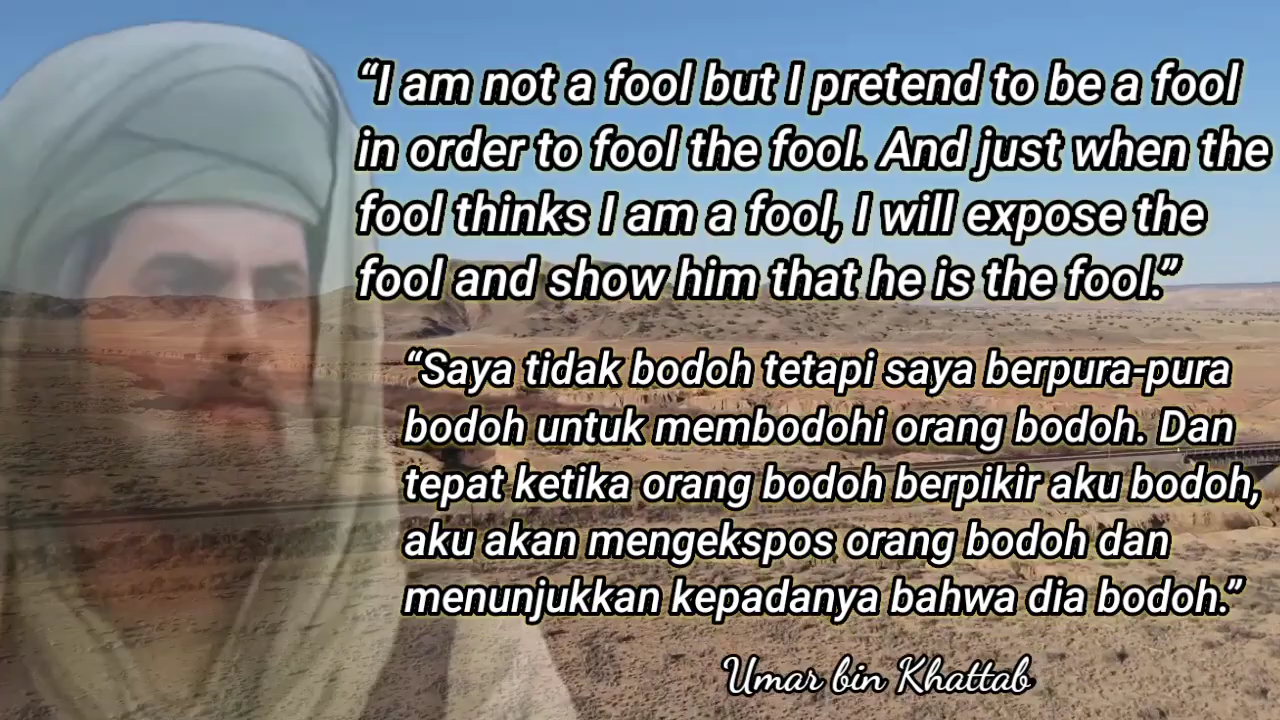 “I am not a fool but I pretend to be a fool
in order to fool the fool. And just when the
fool thinks I am a fool, I will expose the
fool and show him that he is the fool.”
“Saya tidak bodoh tetapi saya berpura-pura
bodoh untuk membodohi orang bodoh. Dan
tepat ketika orang bodoh berpikir aku bodoh,
aku akan mengekspos orang bodoh dan
menunjukkan kepadanya bahwa dia bodoh.”
Umar bin Khattab